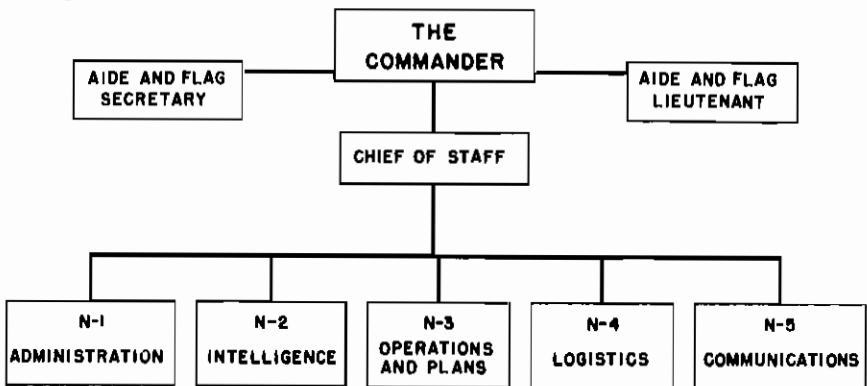 THE
COMMANDER
AIDE AND FLAG
SECRETARY
AIDE AND FLAG
LIEUTENANT
CHIEF OF STAFF
N-1
ADMINISTRATION
N-2
INTELLIGENCE
N-3
OPERATIONS
AND PLANS
N-4
LOGISTICS
N-5
COMMUNICATIONS